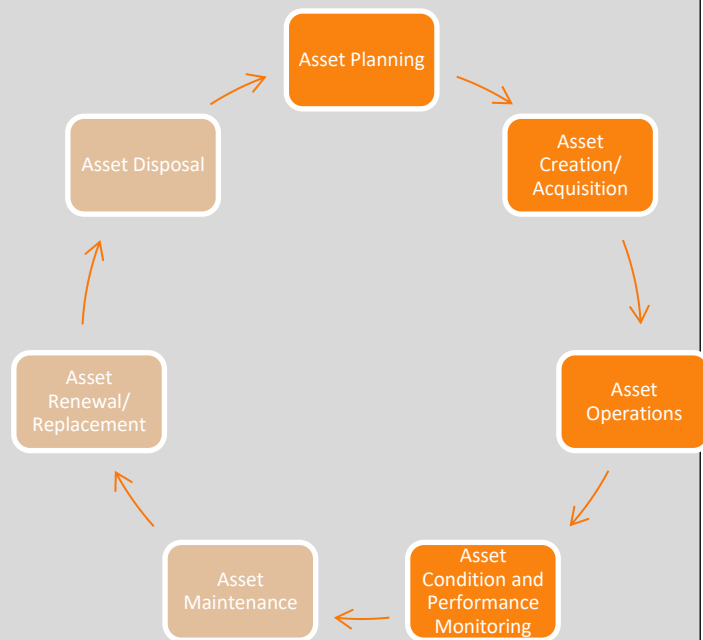 Asset Planning
Asset
Creation/
Acquisition
Asset
Operations
Asset
Condition and
Performance
Monitoring
Asset
Maintenance
Asset
Renewal/
Replacement
Asset Disposal